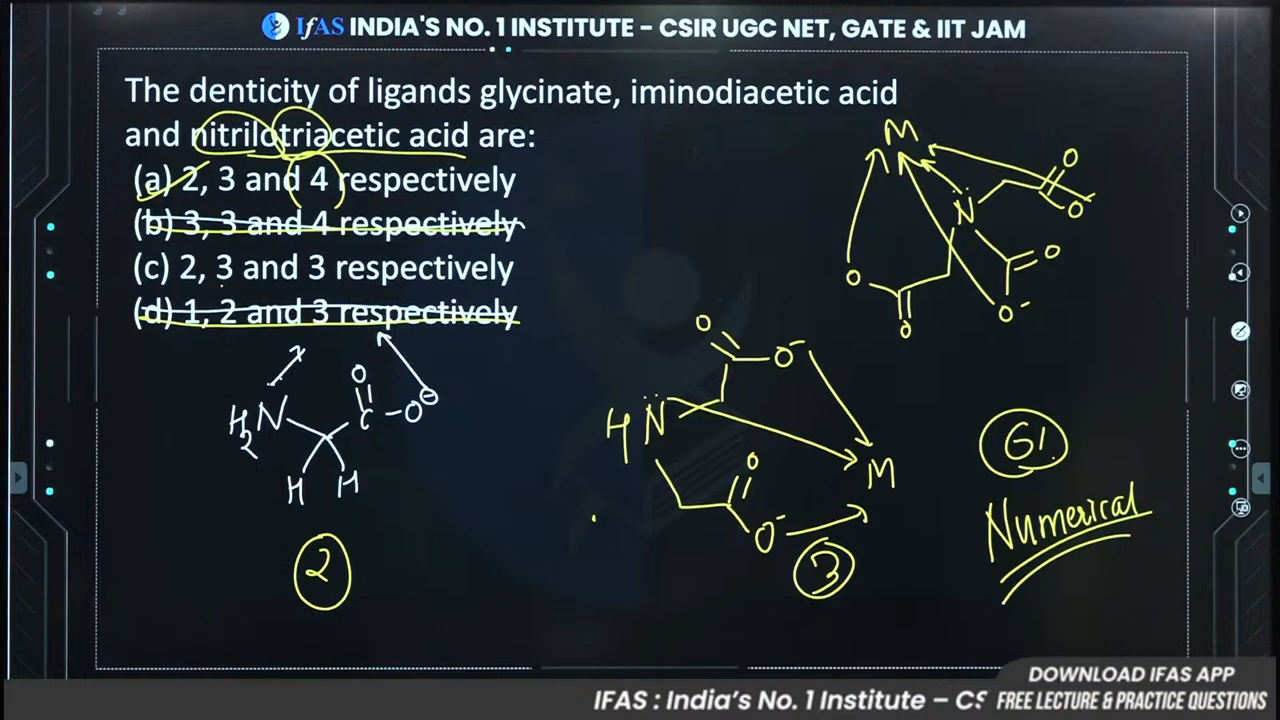 IfAS INDIA'S NO. 1 INSTITUTE – CSIR UGC NET, GATE & IIT JAM
The denticity of ligands glycinate, iminodiacetic acid
and nitrilotriacetic acid are:
(a) 2, 3 and 4 respectively
(b) 3, 3 and 4 respectively
(c) 2, 3 and 3 respectively
(d) 1, 2 and 3 respectively
M
O
N̈
O
O
O
O⁻
O
O
O⁻
H N̈
M
O
O⁻
3
O
H₂N
C – O⊖
H H
2
Numerical
DOWNLOAD IFAS APP
IFAS : India's No. 1 Institute – CS
FREE LECTURE & PRACTICE QUESTIONS